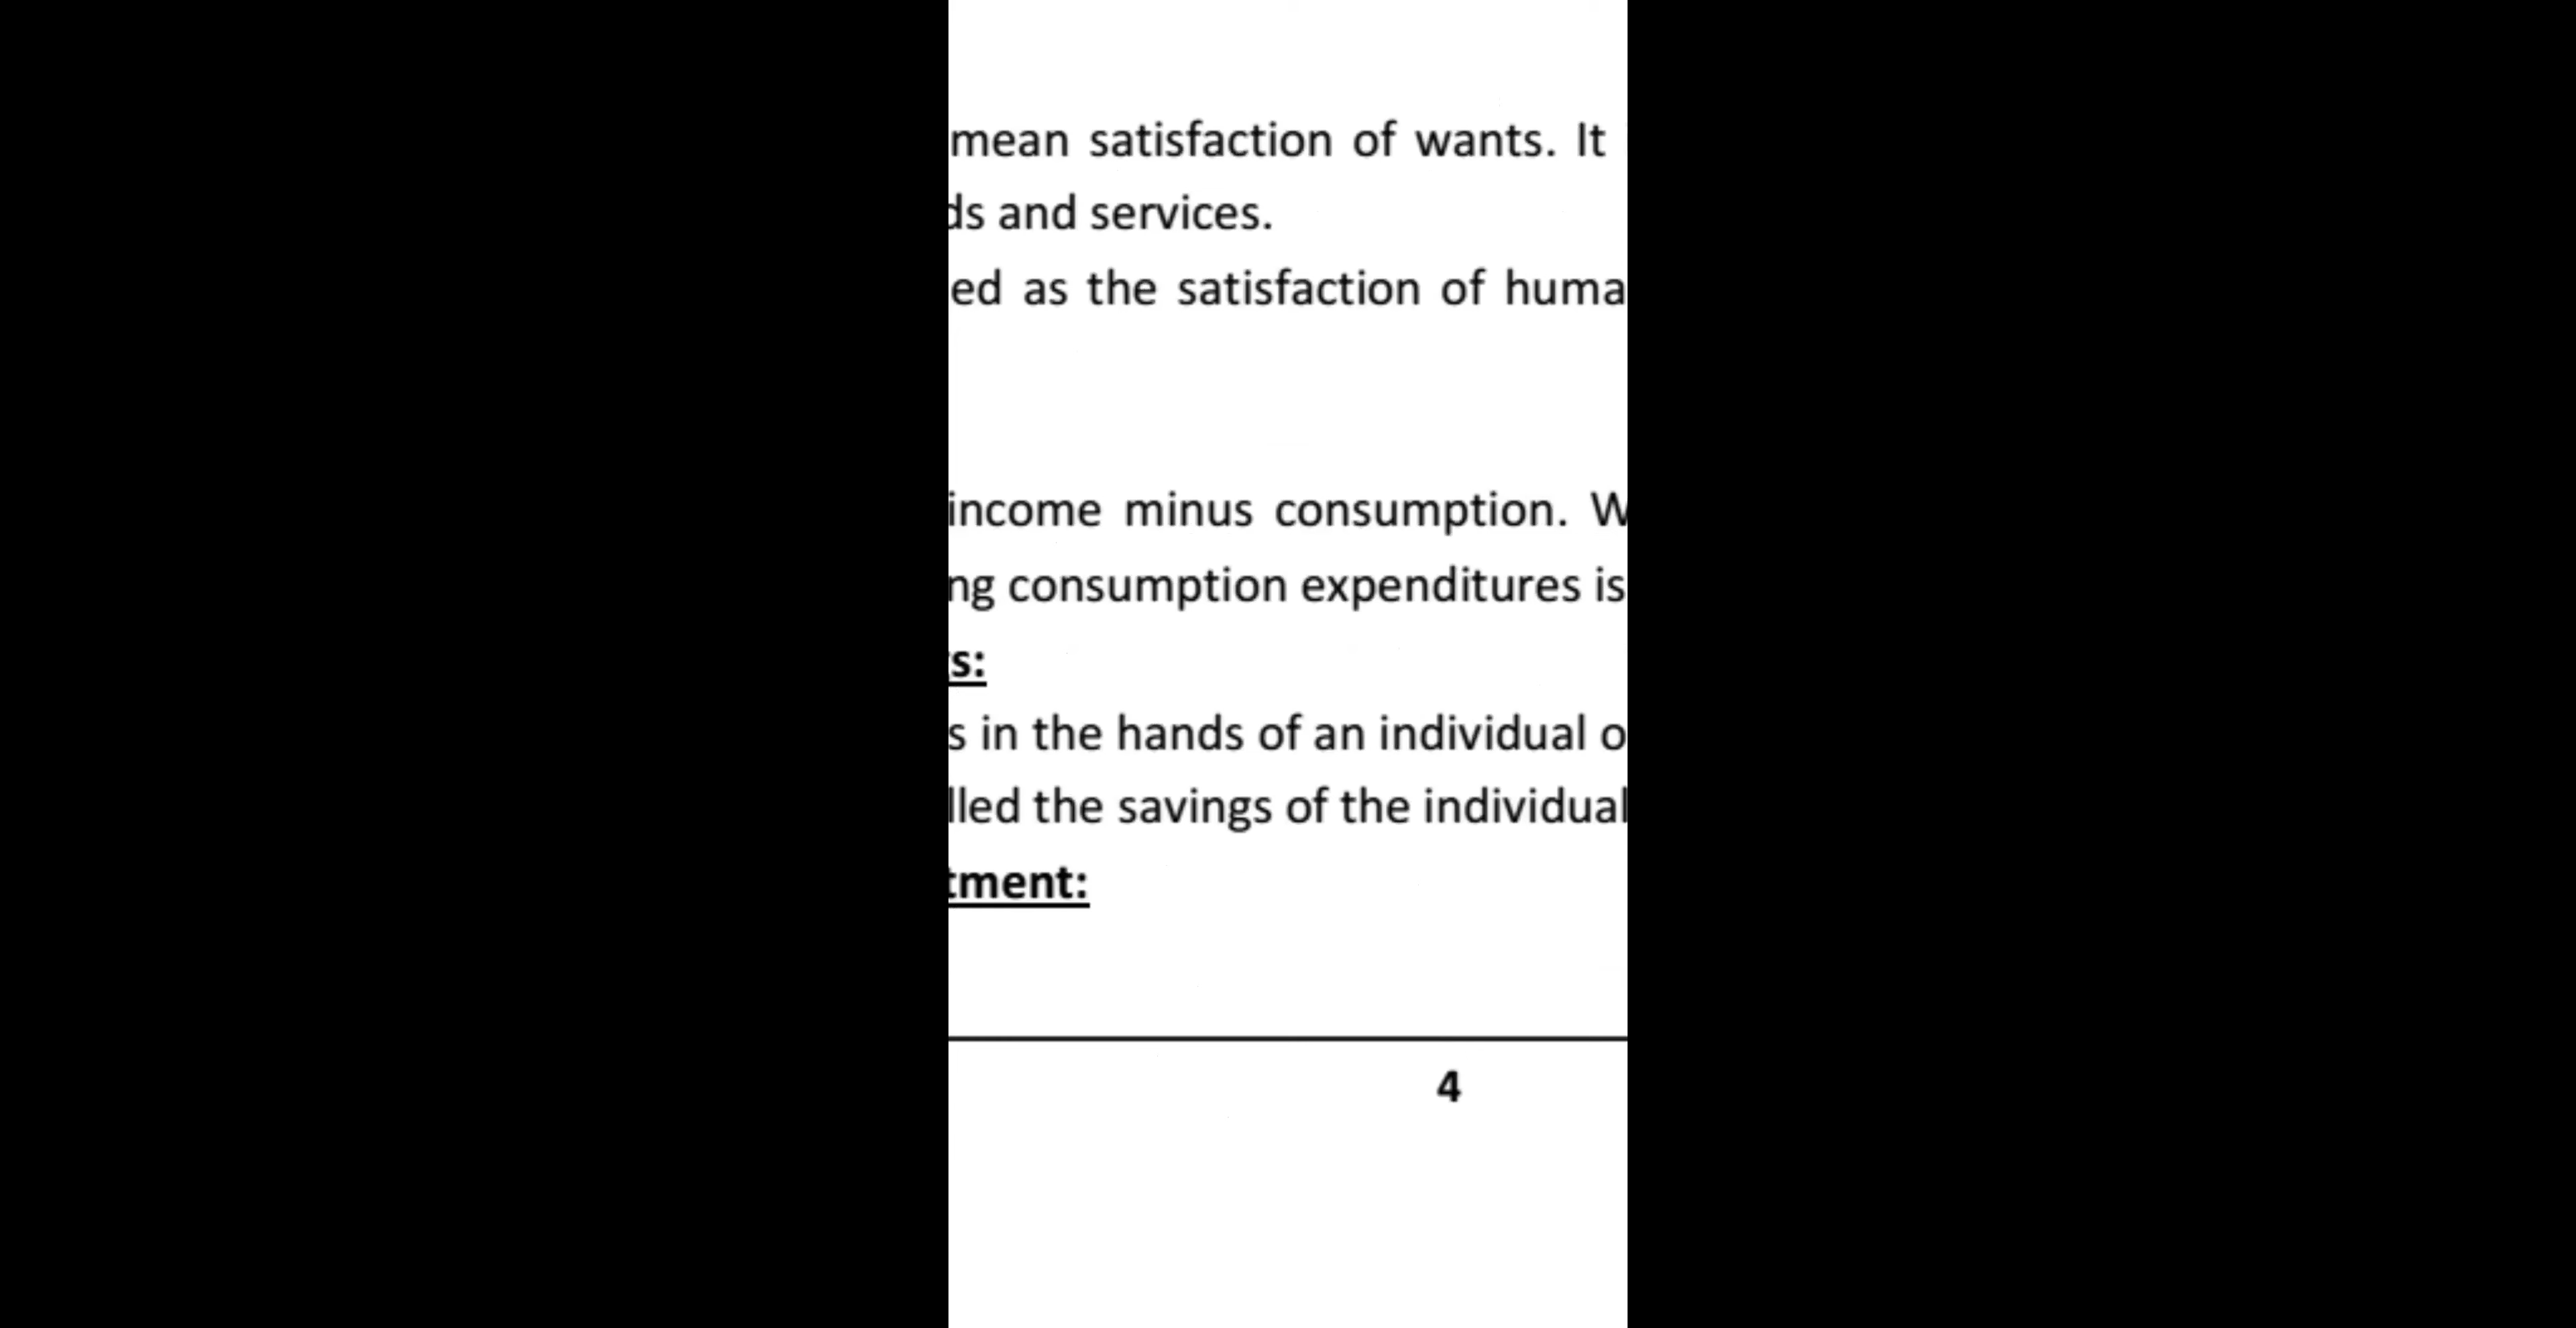 mean satisfaction of wants. It
ds and services.
ed as the satisfaction of huma
income minus consumption. W
ng consumption expenditures is
s:
s in the hands of an individual o
lled the savings of the individual
tment:
4